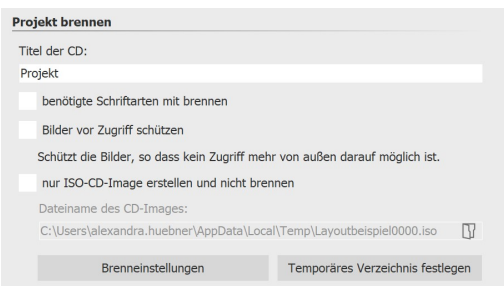 Projekt brennen
Titel der CD:
Projekt
benötigte Schriftarten mit brennen
Bilder vor Zugriff schützen
Schützt die Bilder, so dass kein Zugriff mehr von außen darauf möglich ist.
nur ISO-CD-Image erstellen und nicht brennen
Dateiname des CD-Images:
C:\Users\alexandra.huebner\AppData\Local\Temp\Layoutbeispiel0000.iso
Brenneinstellungen Temporäres Verzeichnis festlegen